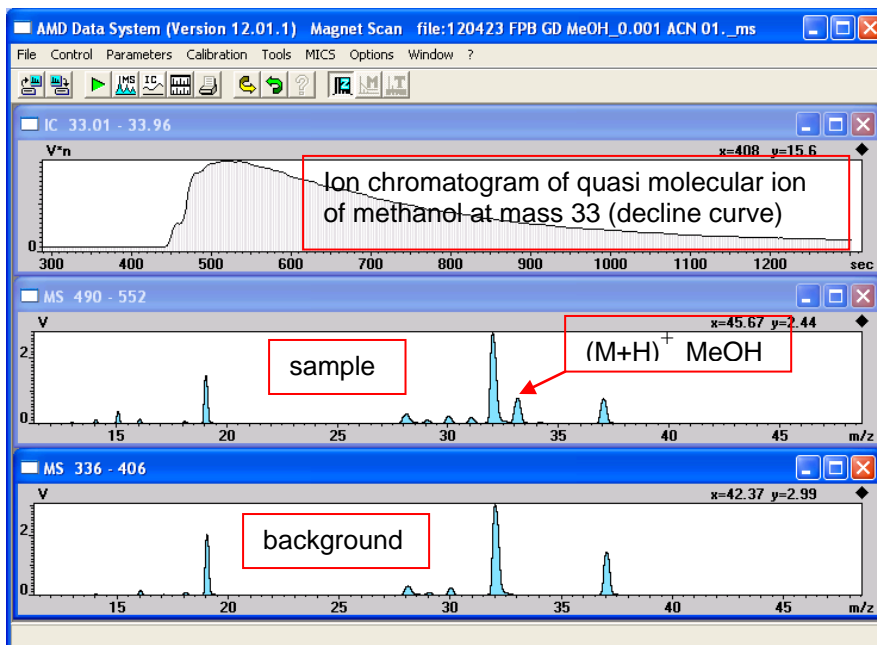 AMD Data System (Version 12.01.1) Magnet Scan file:120423 FPB GD MeOH_0.001 ACN 01._ms
File Control Parameters Calibration Tools MICS Options Window ?
MS IC
M T
IC 33.01 - 33.96
V*n x=408 y=15.6
Ion chromatogram of quasi molecular ion
of methanol at mass 33 (decline curve)
0
300 400 500 600 700 800 900 1000 1100 1200 sec
MS 490 - 552
V x=45.67 y=2.44
(M+H)+ MeOH
sample
2
0
15 20 25 30 35 40 45 m/z
MS 336 - 406
V x=42.37 y=2.99
background
2
0
15 20 25 30 35 40 45 m/z